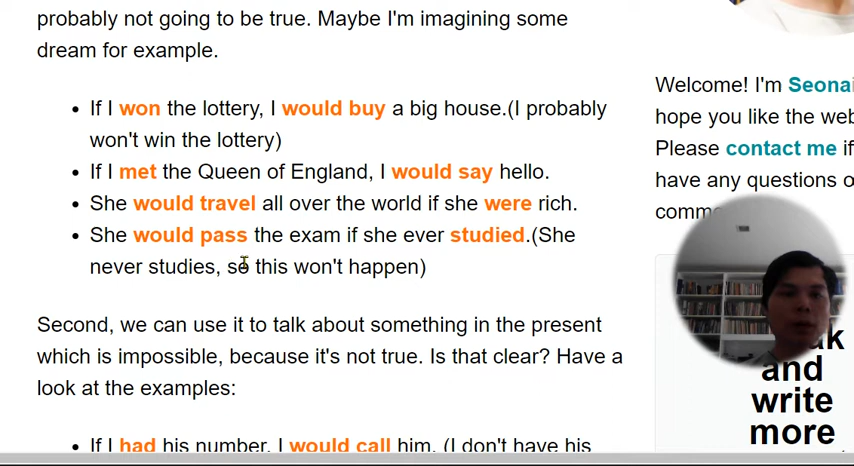 probably not going to be true. Maybe I'm imagining some
dream for example.
• If I won the lottery, I would buy a big house.(I probably
won't win the lottery)
• If I met the Queen of England, I would say hello.
• She would travel all over the world if she were rich.
• She would pass the exam if she ever studied.(She
never studies, so this won't happen)
Second, we can use it to talk about something in the present
which is impossible, because it's not true. Is that clear? Have a
look at the examples:
• If I had his number, I would call him. (I don't have his
Welcome! I'm
hope you like the
Please contact me if
have any questions
and
write
more